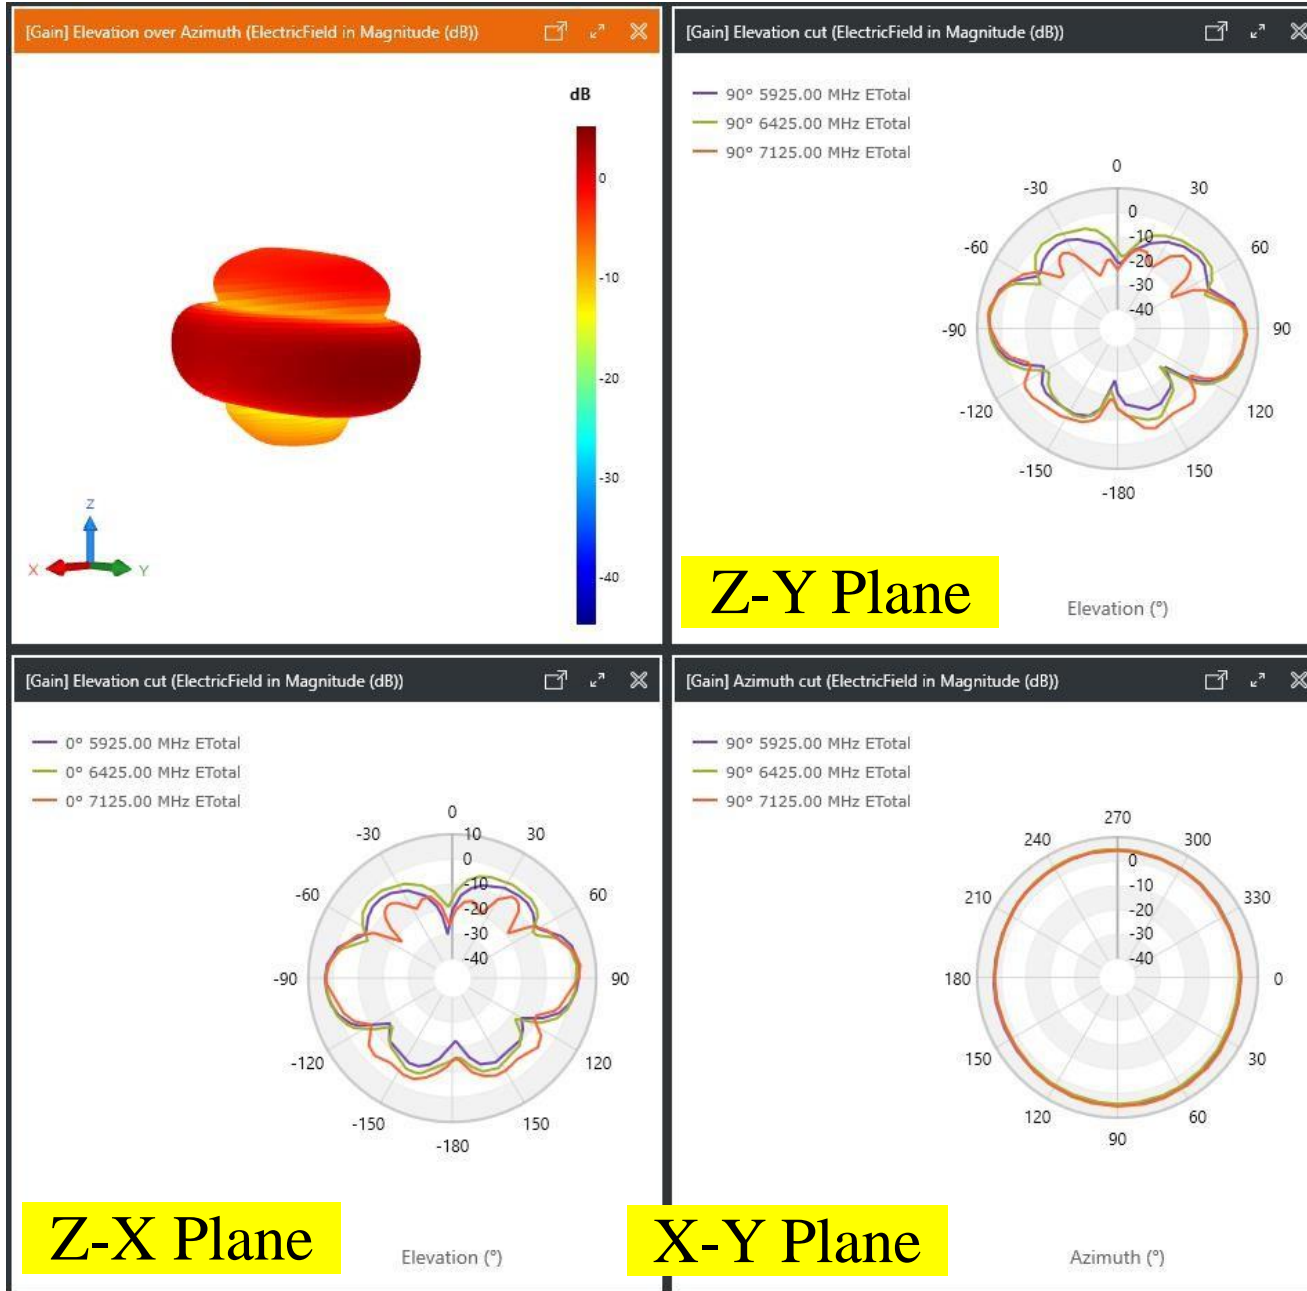 [Gain] Elevation over Azimuth (ElectricField in Magnitude (dB))
dB
0
-10
-20
-30
-40
Z
X
Y
[Gain] Elevation cut (ElectricField in Magnitude (dB))
90° 5925.00 MHz ETotal
90° 6425.00 MHz ETotal
90° 7125.00 MHz ETotal
0
-30
30
0
-10
-60
60
-20
-30
-40
-90
90
-120
120
-150
150
-180
Z-Y Plane
Elevation (°)
[Gain] Elevation cut (ElectricField in Magnitude (dB))
0° 5925.00 MHz ETotal
0° 6425.00 MHz ETotal
0° 7125.00 MHz ETotal
0
-30
10
30
0
-10
-60
60
-20
-30
-40
-90
90
-120
120
-150
150
-180
Z-X Plane
Elevation (°)
[Gain] Azimuth cut (ElectricField in Magnitude (dB))
90° 5925.00 MHz ETotal
90° 6425.00 MHz ETotal
90° 7125.00 MHz ETotal
270
240
300
0
-10
210
330
-20
-30
-40
180
0
150
30
120
60
90
X-Y Plane
Azimuth (°)